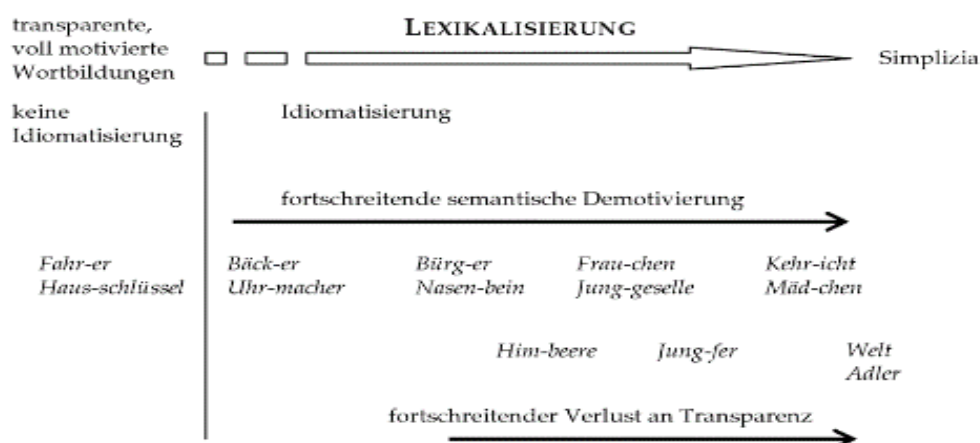 transparente,
voll motivierte
Wortbildungen
LEXIKALISIERUNG
Simplizia
keine
Idiomatisierung
Idiomatisierung
fortschreitende semantische Demotivierung
Fahr-er Bäck-er Bürg-er Frau-chen Kehr-icht
Haus-schlüssel Uhr-macher Nasen-bein Jung-geselle Mäd-chen
Him-beere Jung-fer Welt
Adler
fortschreitender Verlust an Transparenz